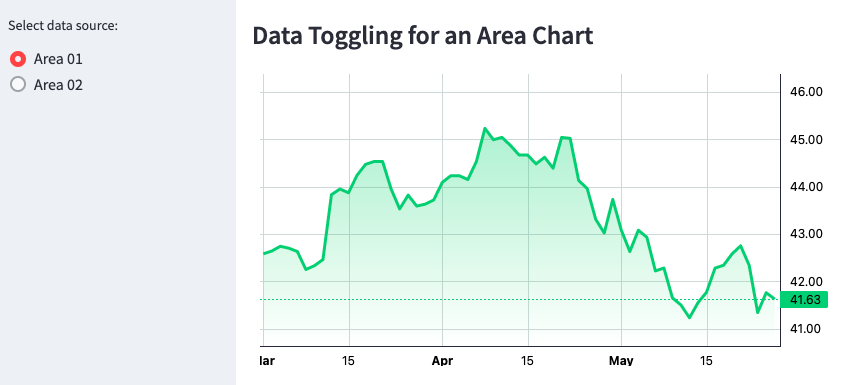 Select data source:
Area 01
Area 02
Data Toggling for an Area Chart
46.00
45.00
44.00
43.00
42.00
41.63
41.00
15 Apr 15 May 15